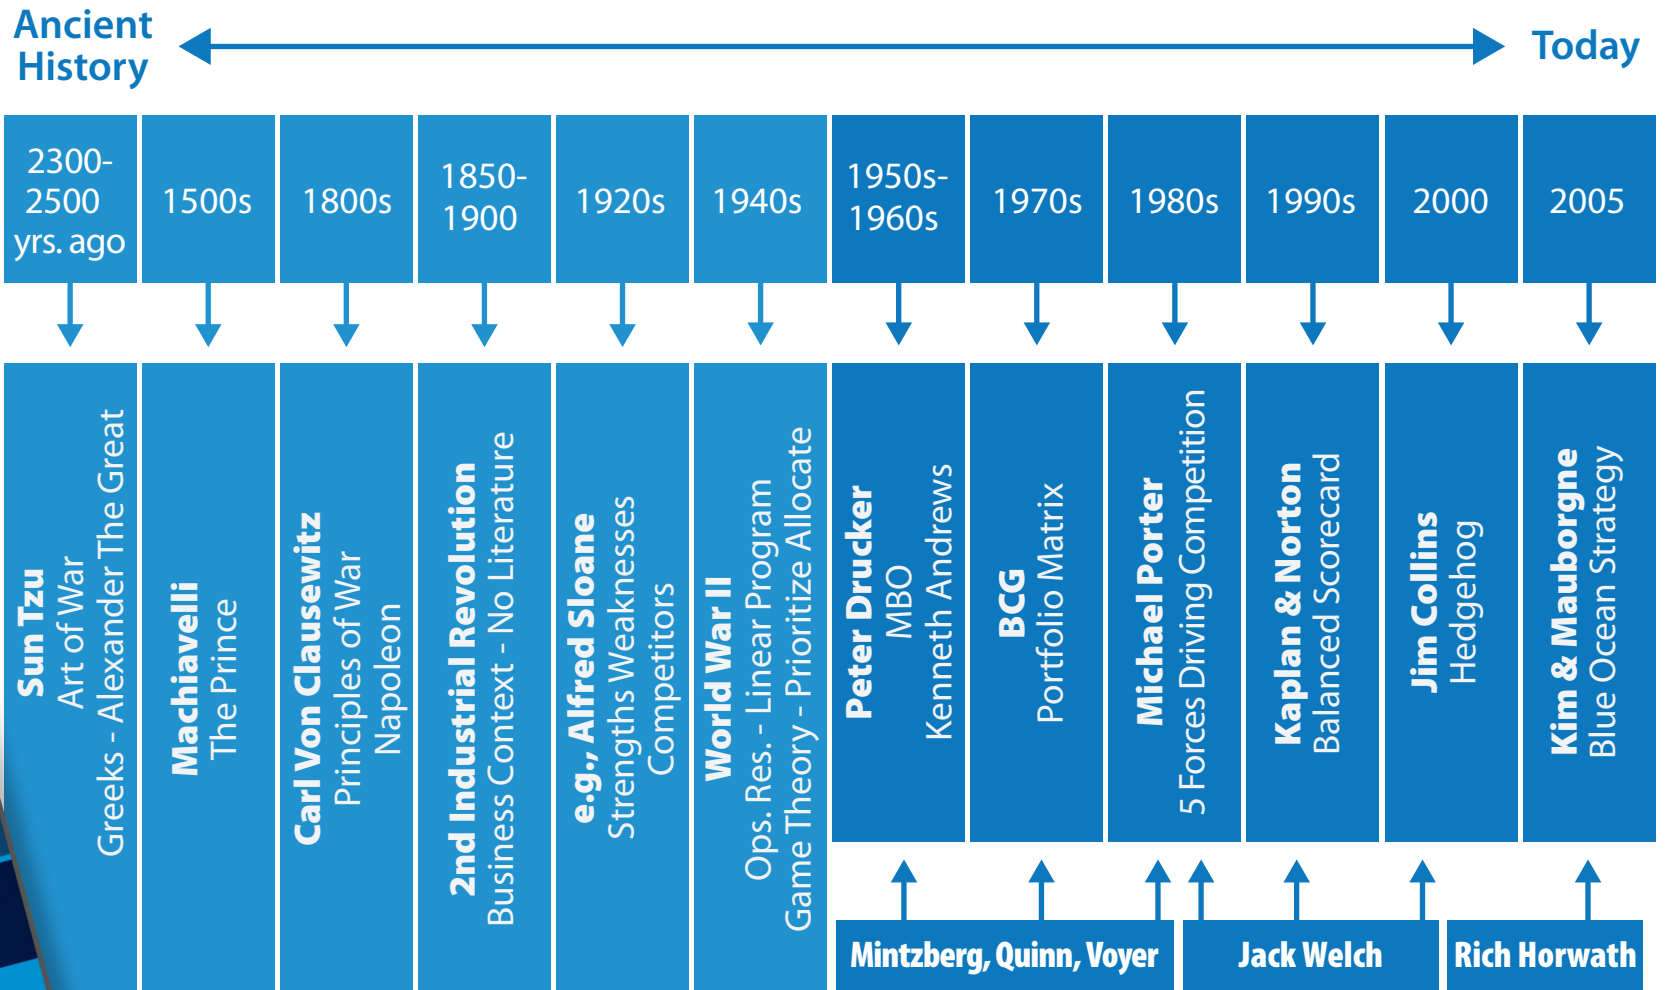 Ancient
History
Today
2300-
2500
yrs. ago
1500s
1800s
1850-
1900
1920s
1940s
1950s-
1960s
1970s
1980s
1990s
2000
2005
Sun Tzu
Art of War
Greeks - Alexander The Great
Machiavelli
The Prince
Carl Von Clausewitz
Principles of War
Napoleon
2nd Industrial Revolution
Business Context - No Literature
e.g., Alfred Sloane
Strengths Weaknesses
Competitors
World War II
Ops. Res. - Linear Program
Game Theory - Prioritize Allocate
Peter Drucker
MBO
Kenneth Andrews
BCG
Portfolio Matrix
Michael Porter
5 Forces Driving Competition
Kaplan & Norton
Balanced Scorecard
Jim Collins
Hedgehog
Kim & Mauborgne
Blue Ocean Strategy
Mintzberg, Quinn, Voyer
Jack Welch
Rich Horwath